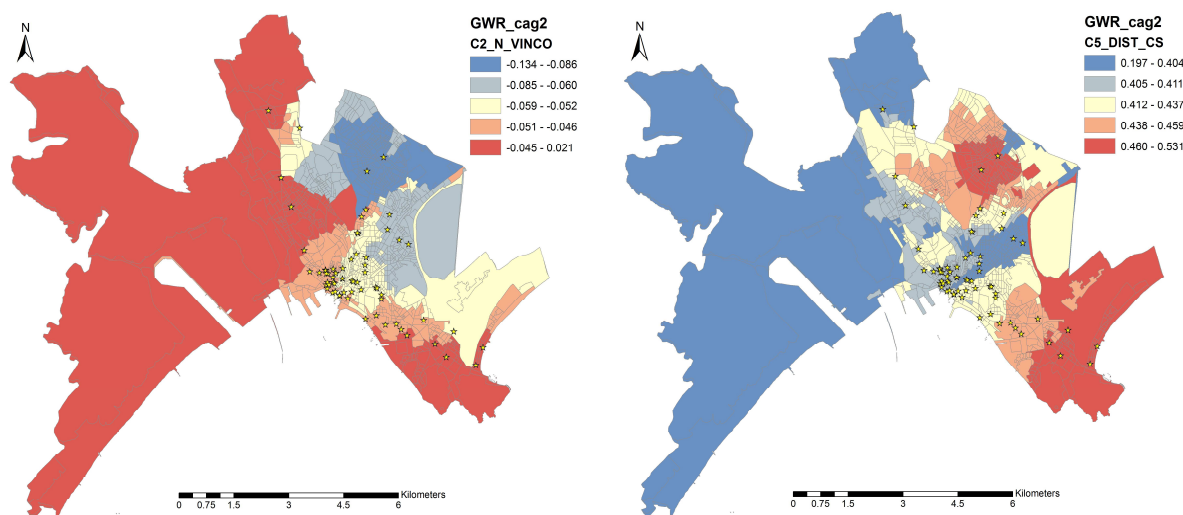 N
GWR_cag2
C2_N_VINCO
-0.134 - -0.086
-0.085 - -0.060
-0.059 - -0.052
-0.051 - -0.046
-0.045 - 0.021
Kilometers
0 0.75 1.5 3 4.5 6
N
GWR_cag2
C5_DIST_CS
0.197 - 0.404
0.405 - 0.411
0.412 - 0.437
0.438 - 0.459
0.460 - 0.531
Kilometers
0 0.75 1.5 3 4.5 6